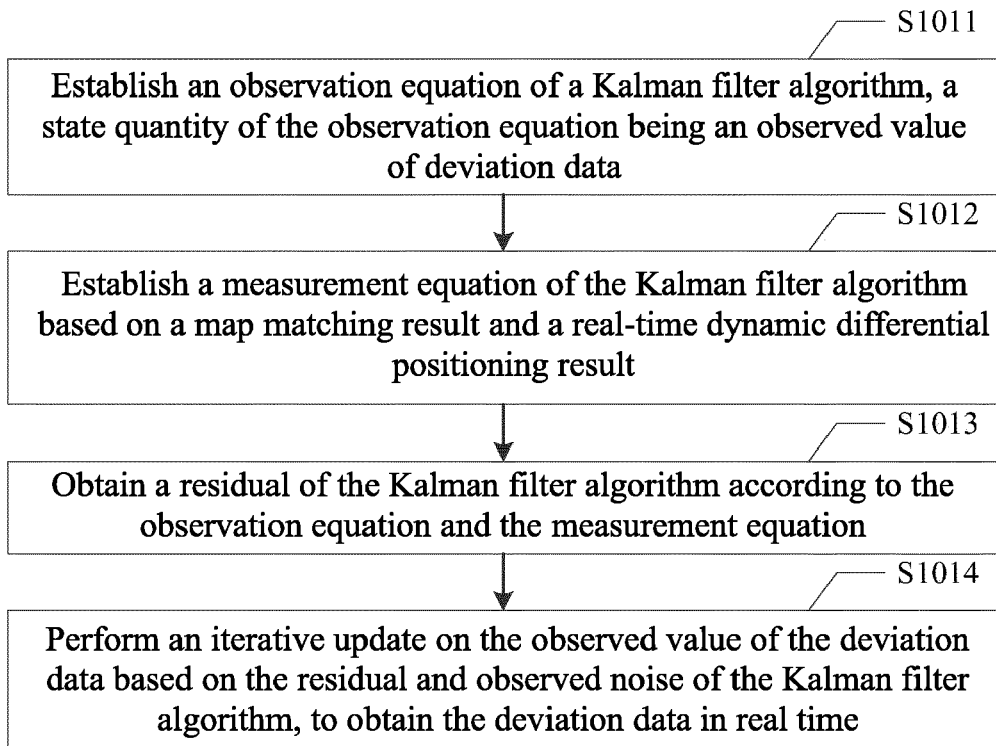 S1011
Establish an observation equation of a Kalman filter algorithm, a
state quantity of the observation equation being an observed value
of deviation data
S1012
Establish a measurement equation of the Kalman filter algorithm
based on a map matching result and a real-time dynamic differential
positioning result
S1013
Obtain a residual of the Kalman filter algorithm according to the
observation equation and the measurement equation
S1014
Perform an iterative update on the observed value of the deviation
data based on the residual and observed noise of the Kalman filter
algorithm, to obtain the deviation data in real time